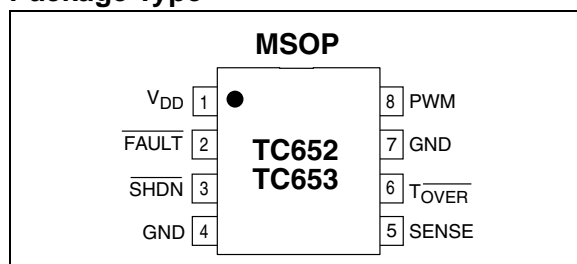 Package Type
MSOP
VDD 1
FAULT 2
SHDN 3
GND 4
TC652
TC653
8 PWM
7 GND
6 TOVER
5 SENSE